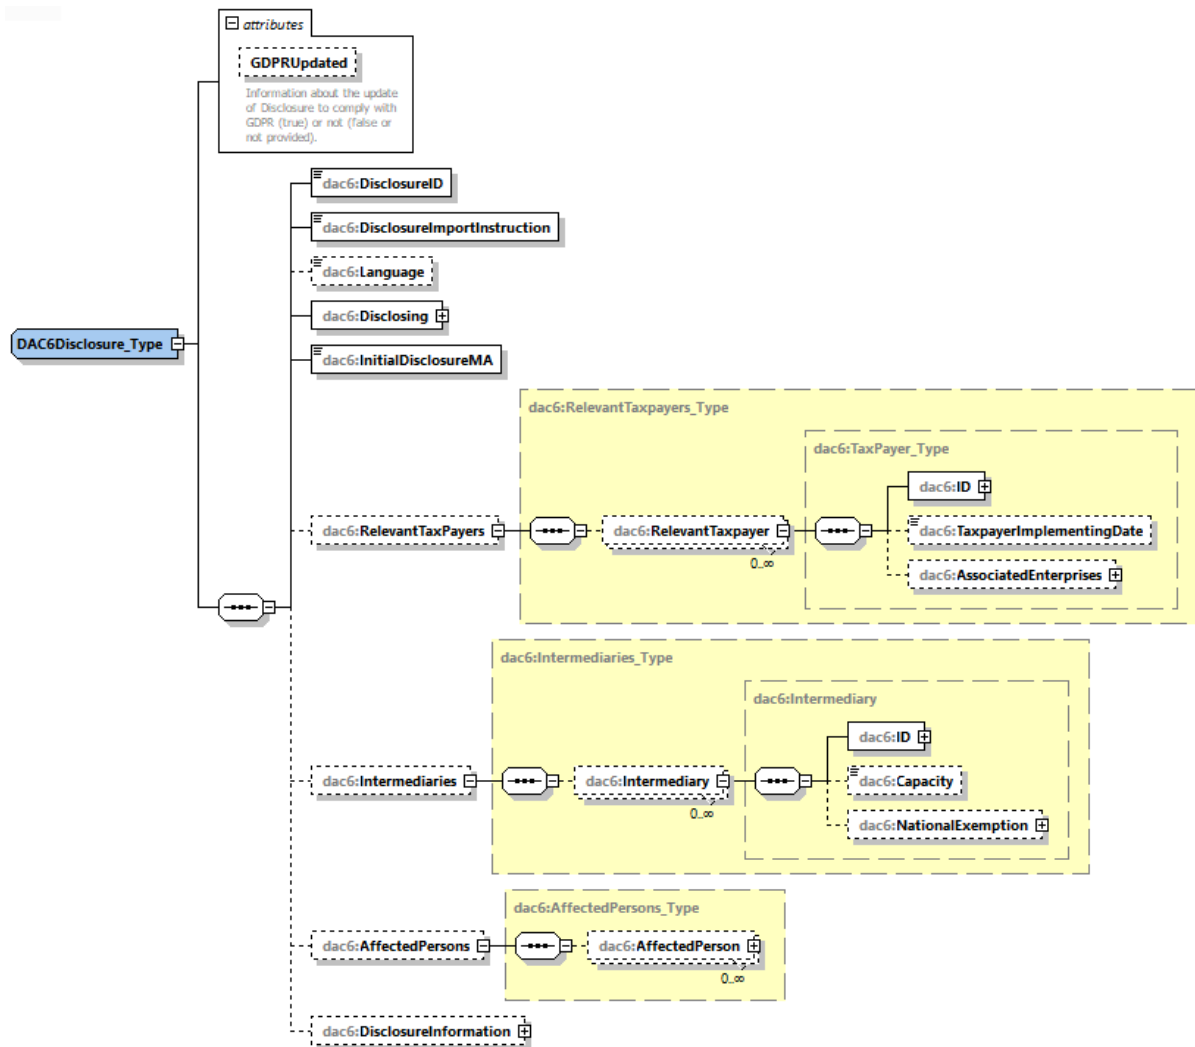 attributes
GDPRUpdated
Information about the update
of Disclosure to comply with
GDPR (true) or not (false or
not provided).
dac6:DisclosureID
dac6:DisclosureImportInstruction
dac6:Language
dac6:Disclosing
DAC6Disclosure_Type
dac6:InitialDisclosureMA
dac6:RelevantTaxpayers_Type
dac6:TaxPayer_Type
dac6:ID
dac6:RelevantTaxPayers
dac6:RelevantTaxpayer
0..∞
dac6:TaxpayerImplementingDate
dac6:AssociatedEnterprises
dac6:Intermediaries_Type
dac6:Intermediary
dac6:ID
dac6:Intermediaries
dac6:Intermediary
0..∞
dac6:Capacity
dac6:NationalExemption
dac6:AffectedPersons_Type
dac6:AffectedPersons
dac6:AffectedPerson
0..∞
dac6:DisclosureInformation